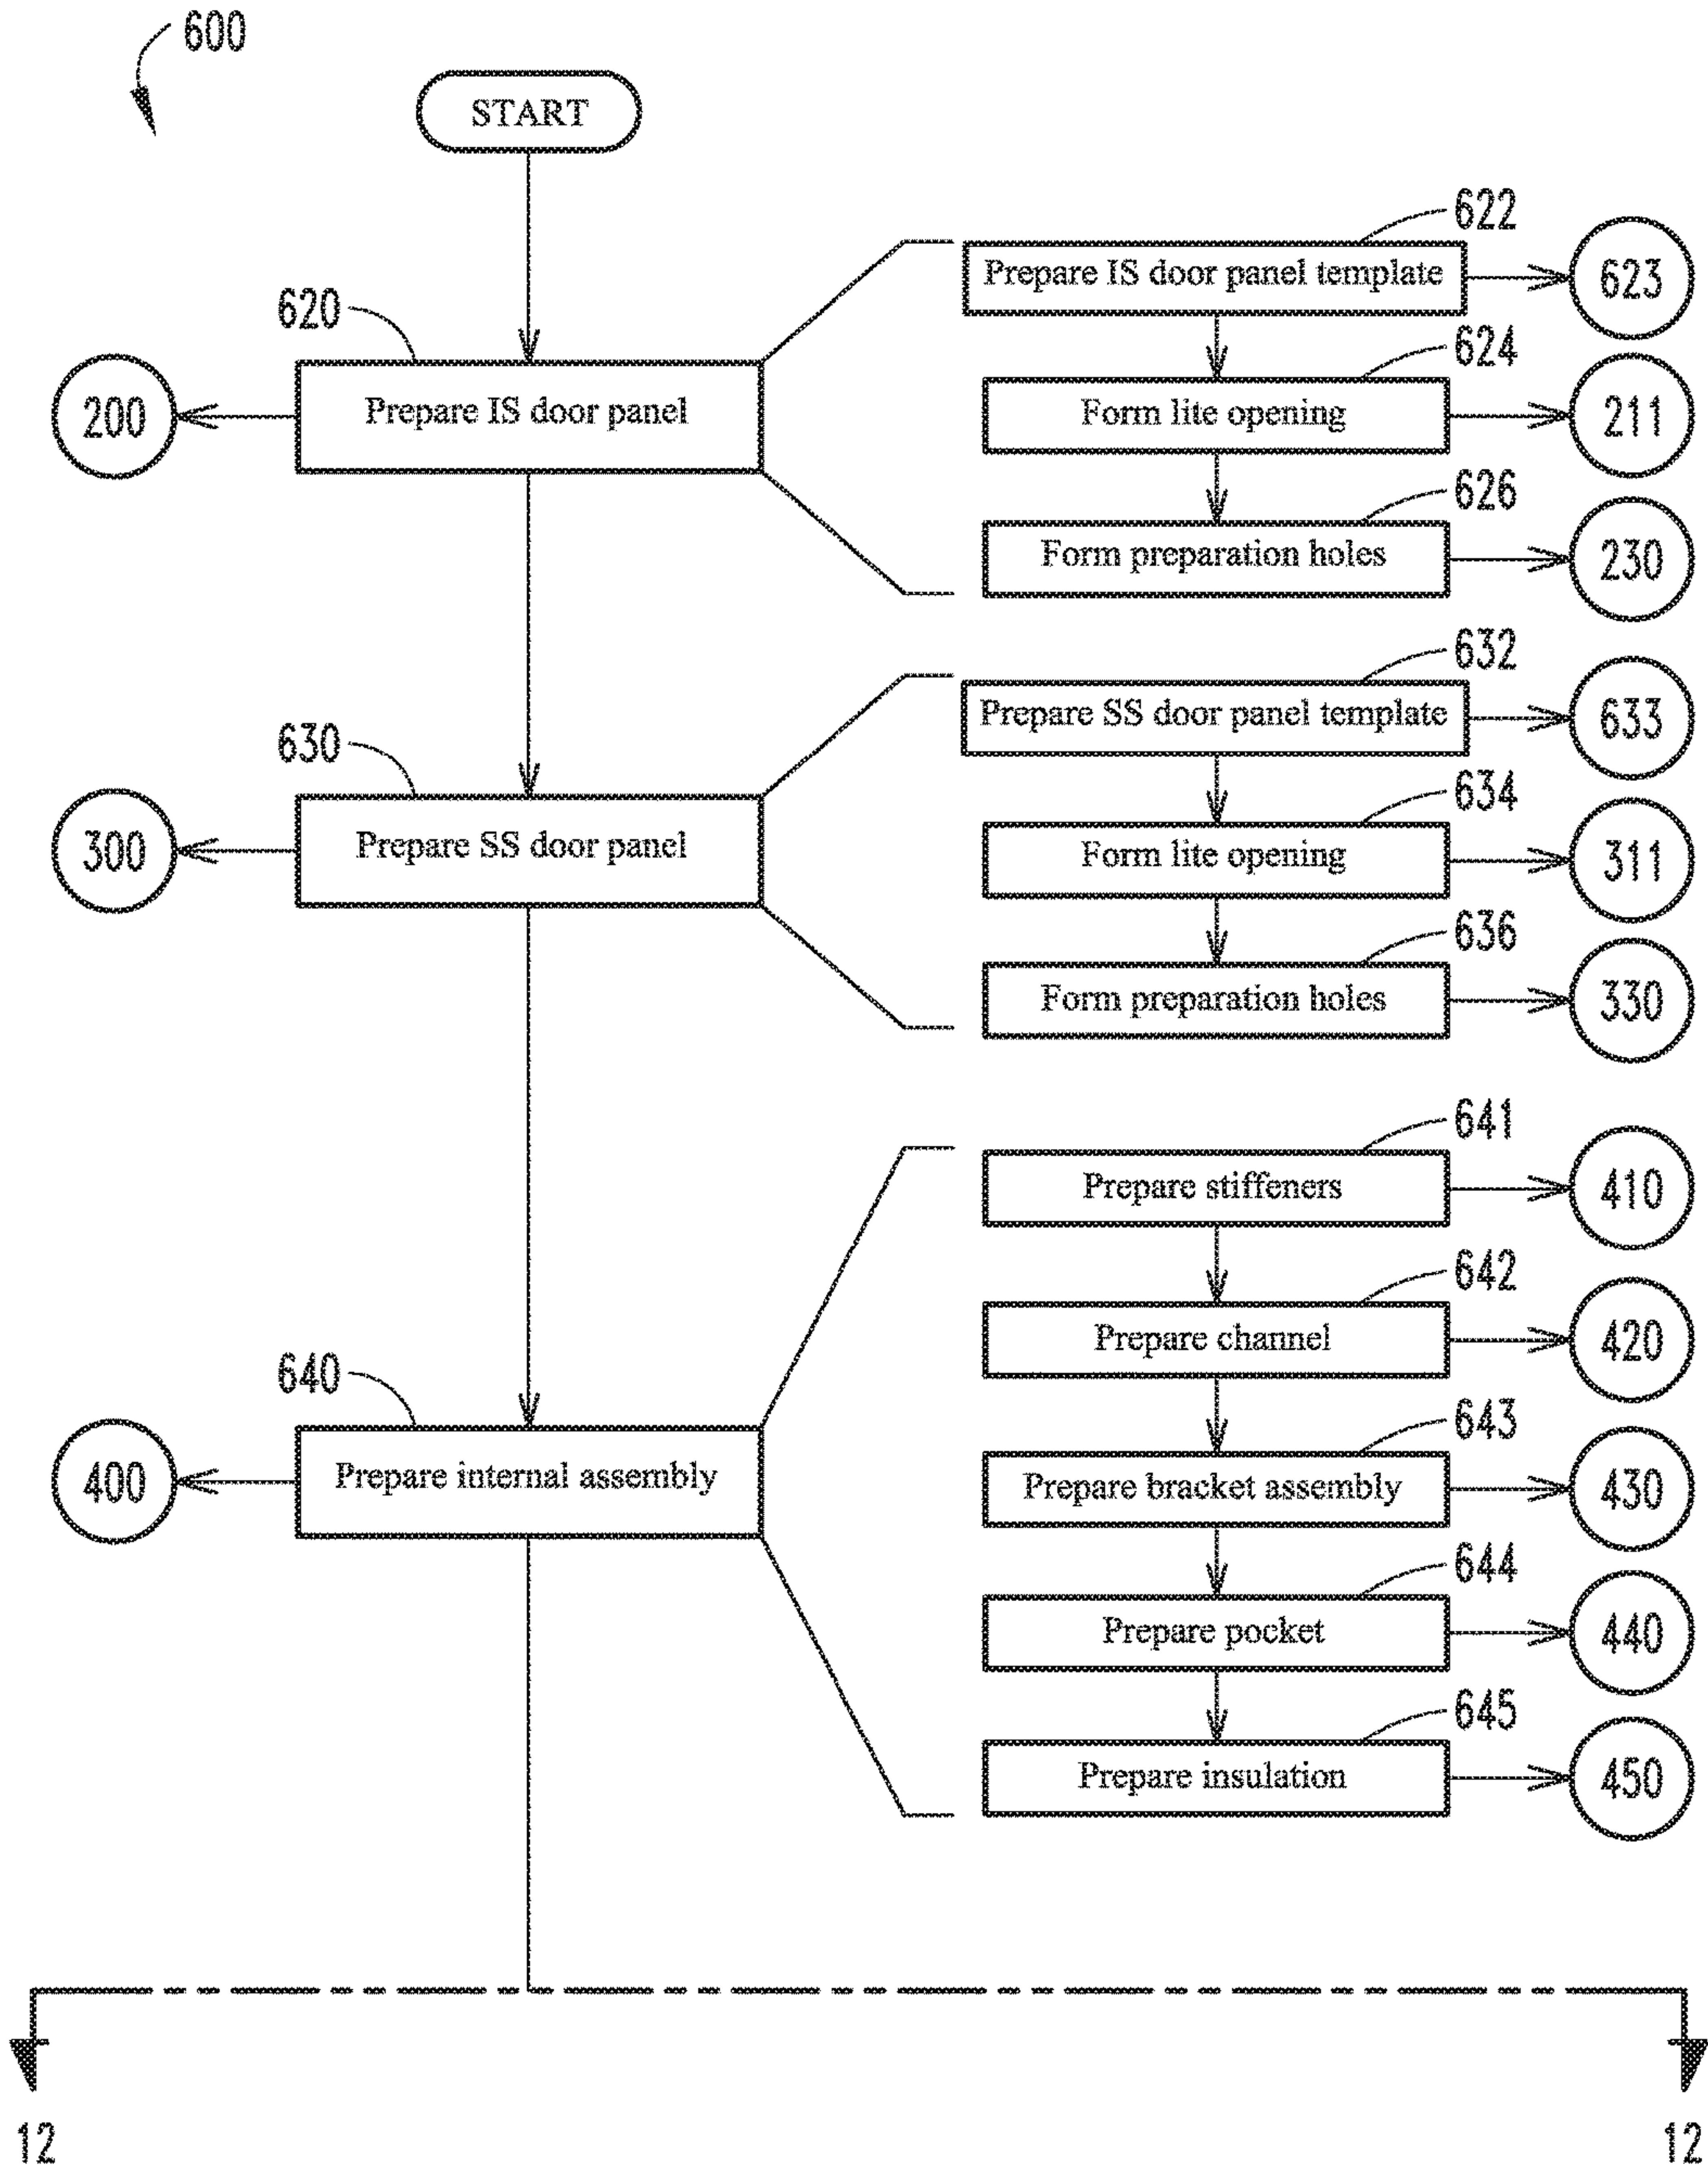 600
START
622
Prepare IS door panel template
623
620
624
200
Prepare IS door panel
Form lite opening
211
626
Form preparation holes
230
632
Prepare SS door panel template
633
630
634
300
Prepare SS door panel
Form lite opening
311
636
Form preparation holes
330
641
Prepare stiffeners
410
642
Prepare channel
420
640
643
400
Prepare internal assembly
Prepare bracket assembly
430
644
Prepare pocket
440
645
Prepare insulation
450
12
12